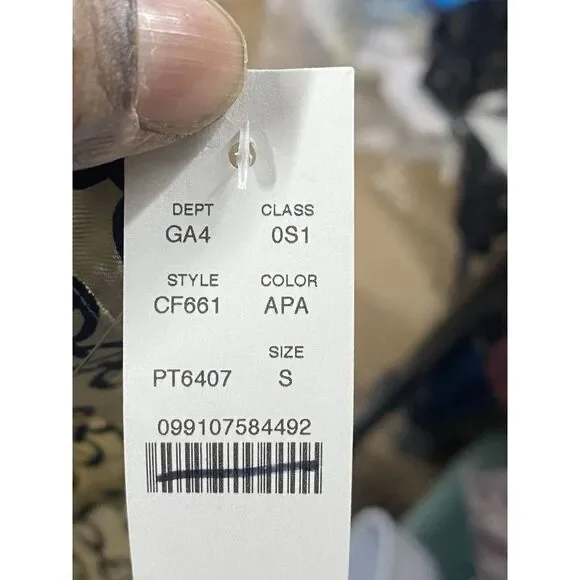 DEPT CLASS
GA4 0S1
STYLE COLOR
CF661 APA
SIZE
PT6407 S
099107584492